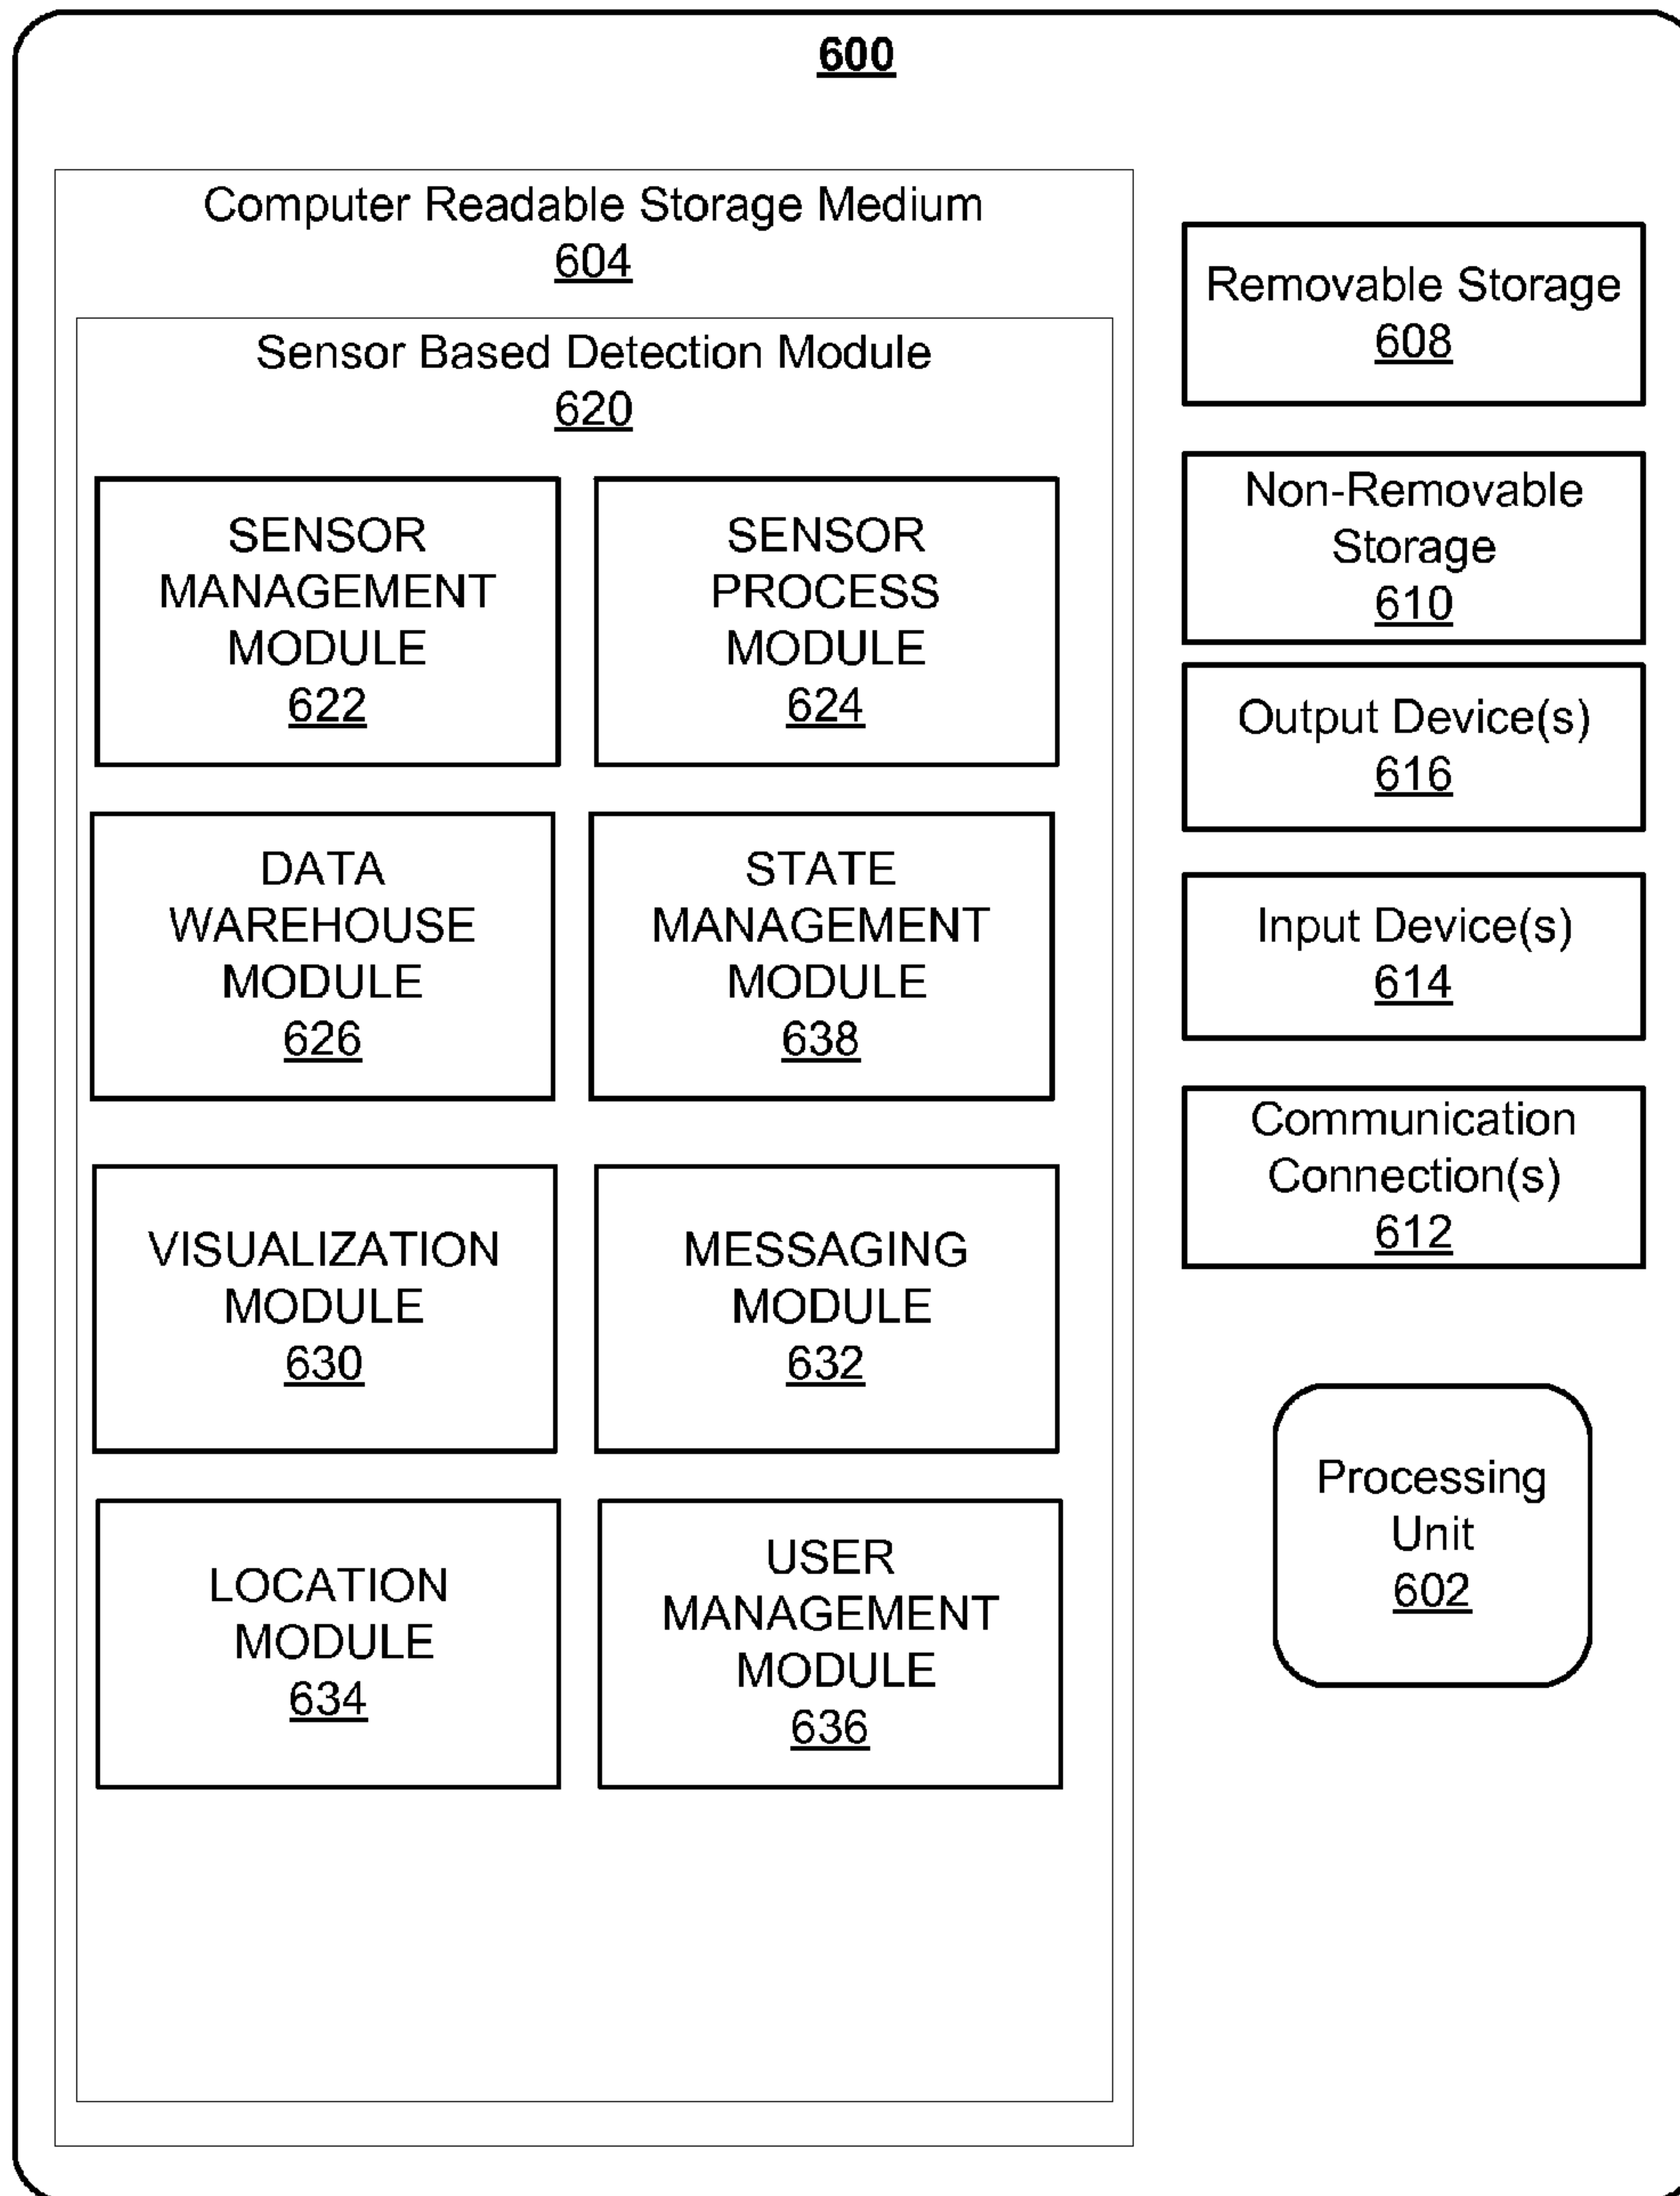 600
Computer Readable Storage Medium
604
Sensor Based Detection Module
620
SENSOR
MANAGEMENT
MODULE
622
SENSOR
PROCESS
MODULE
624
DATA
WAREHOUSE
MODULE
626
STATE
MANAGEMENT
MODULE
638
VISUALIZATION
MODULE
630
MESSAGING
MODULE
632
LOCATION
MODULE
634
USER
MANAGEMENT
MODULE
636
Removable Storage
608
Non-Removable
Storage
610
Output Device(s)
616
Input Device(s)
614
Communication
Connection(s)
612
Processing
Unit
602